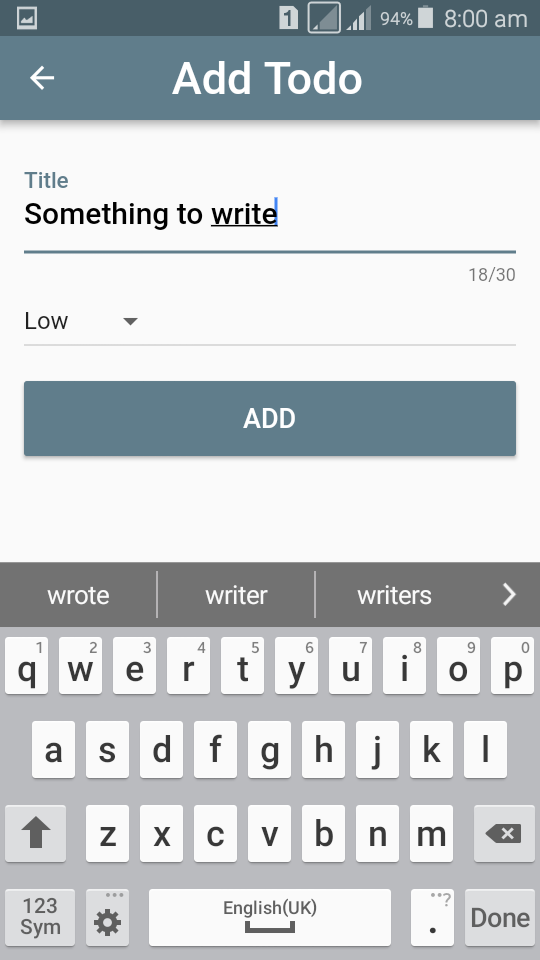 1 94% 8:00 am
Add Todo
Title
Something to write
18/30
Low
ADD
wrote writer writers
1 2 3 4 5 6 7 8 9 0
q w e r t y u i o p
a s d f g h j k l
z x c v b n m
123 Sym English(UK) . ? Done